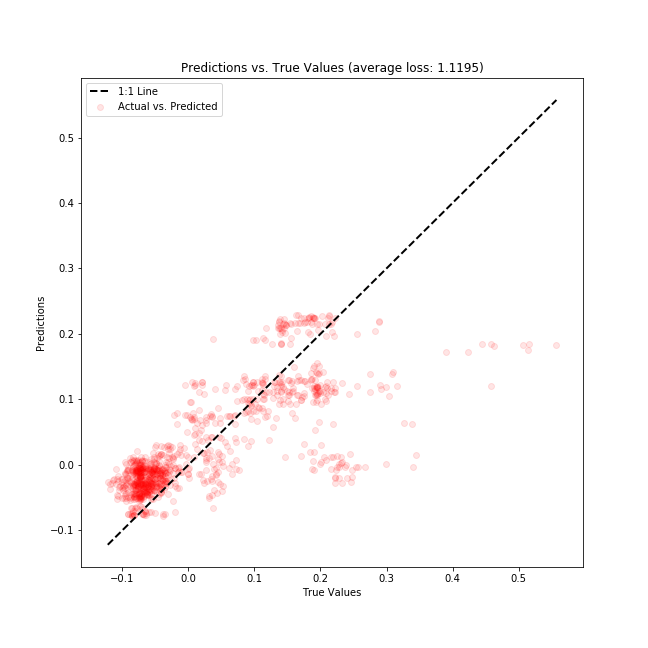 Predictions vs. True Values (average loss: 1.1195)
1:1 Line
Actual vs. Predicted
0.5
0.4
0.3
0.2
0.1
0.0
−0.1
Predictions
−0.1 0.0 0.1 0.2 0.3 0.4 0.5
True Values